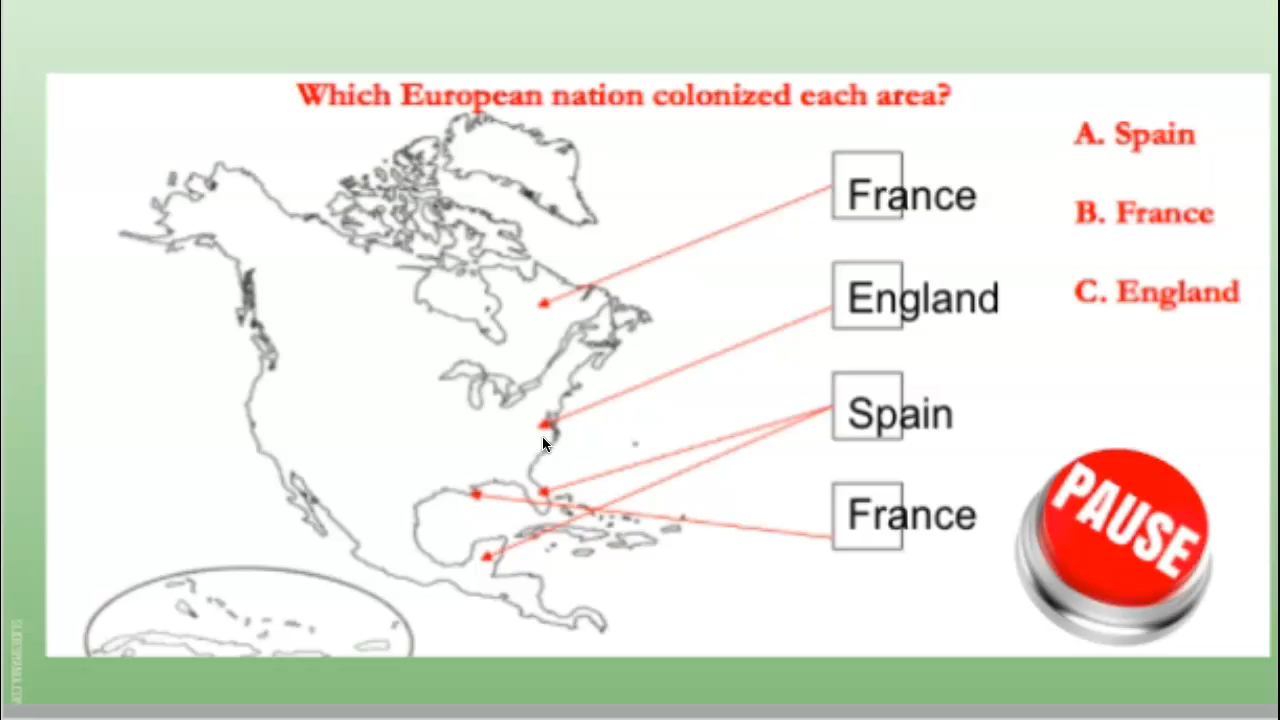 Which European nation colonized each area?
A. Spain
B. France
C. England
France
England
Spain
France
PAUSE